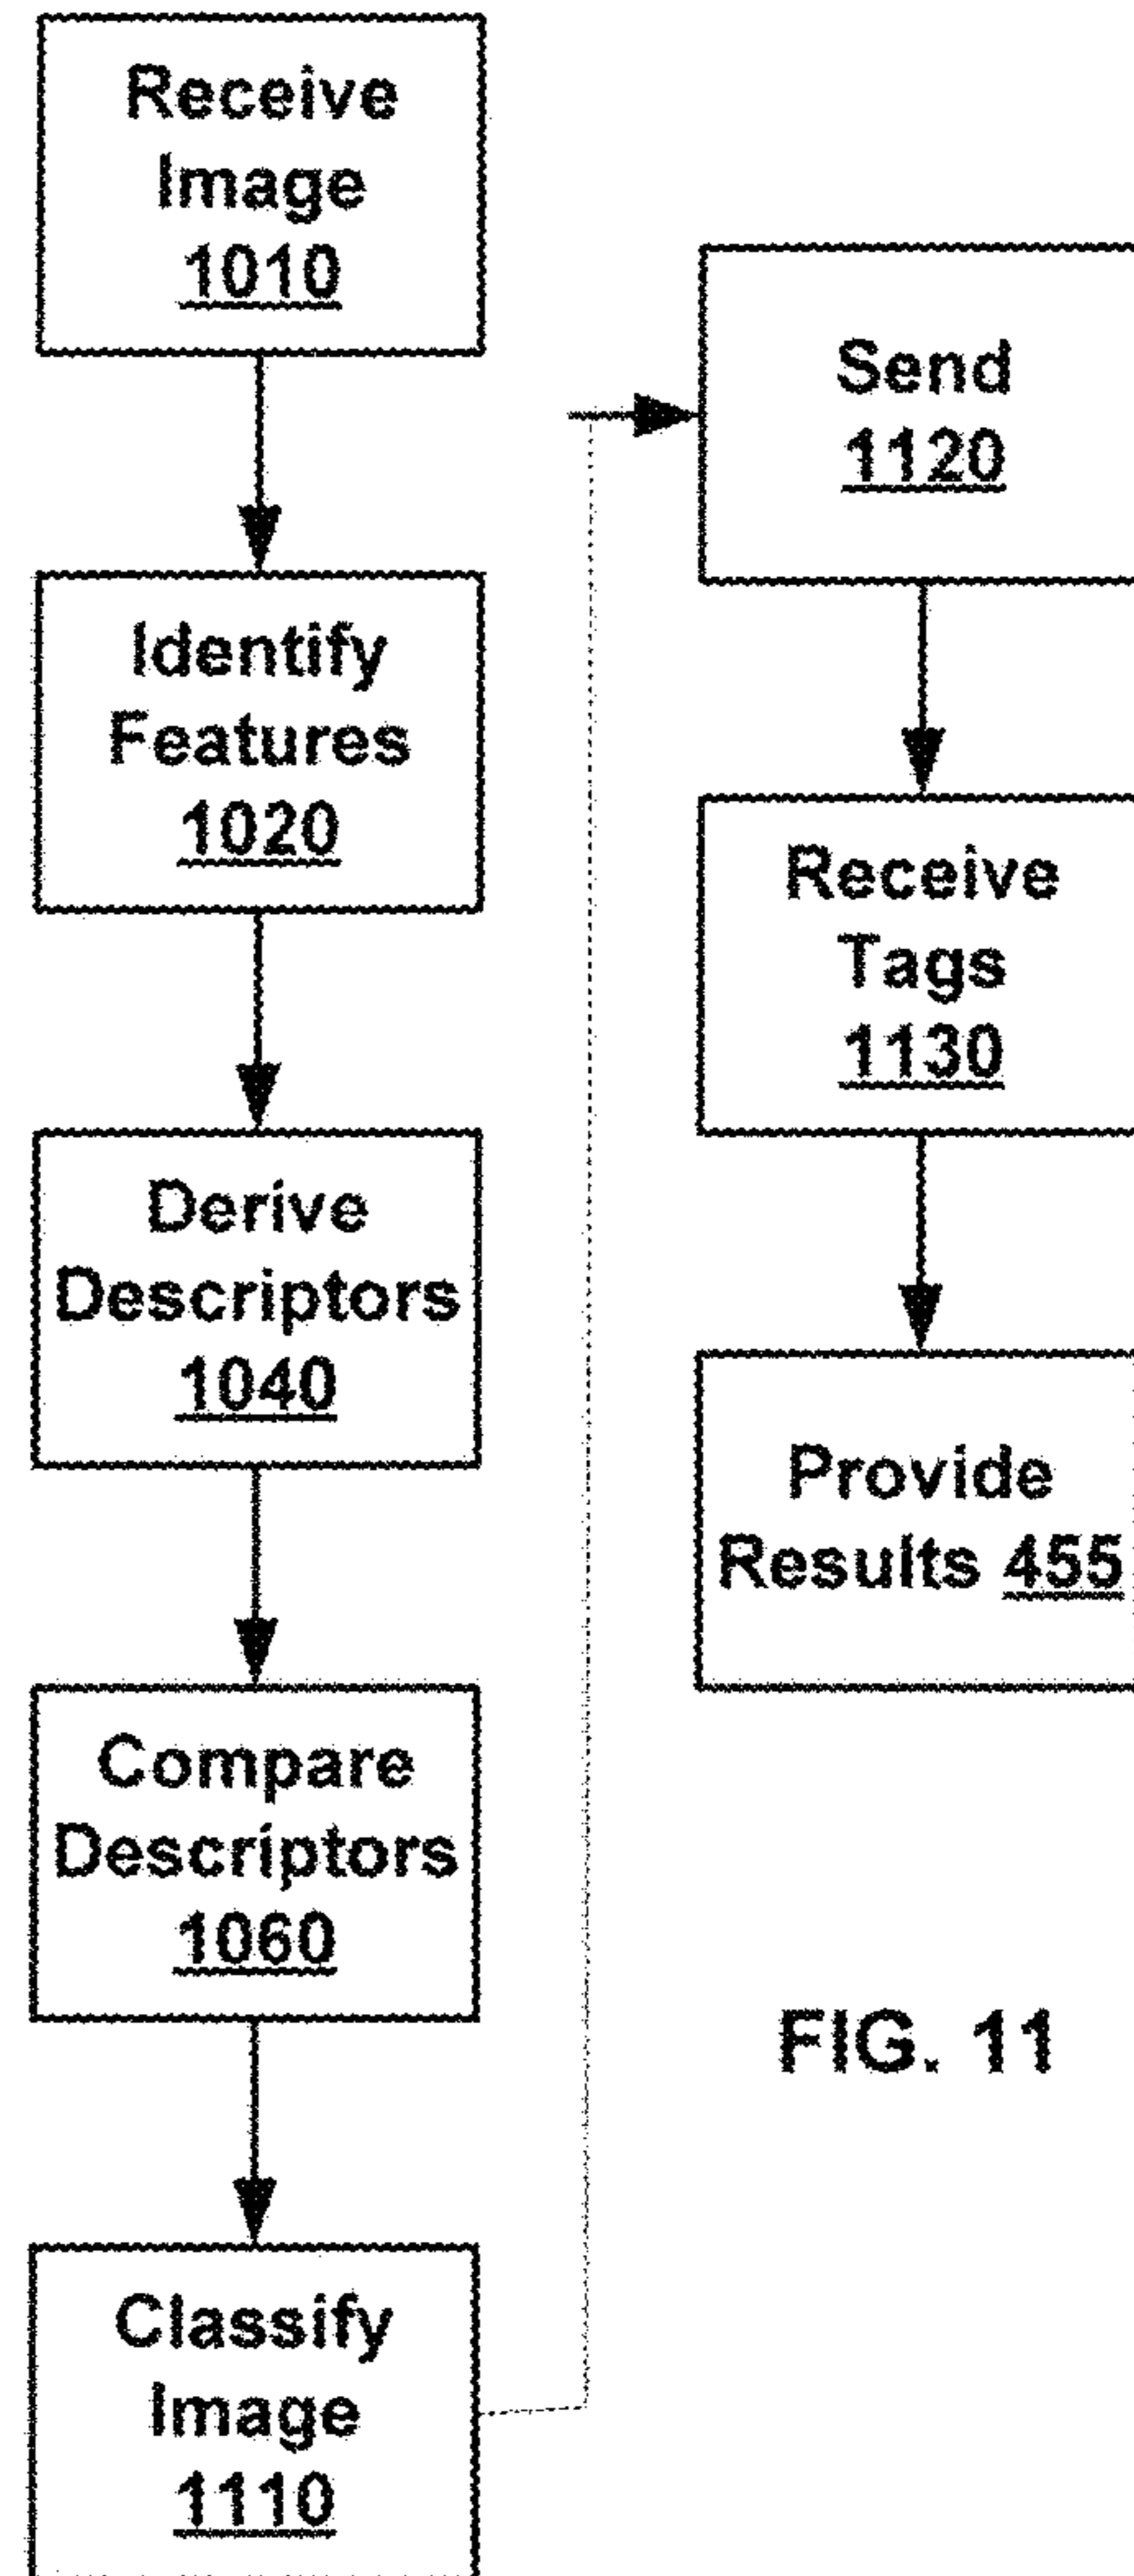 Receive
Image
1010
Identify
Features
1020
Derive
Descriptors
1040
Compare
Descriptors
1060
Classify
Image
1110
Send
1120
Receive
Tags
1130
Provide
Results 455
FIG. 11